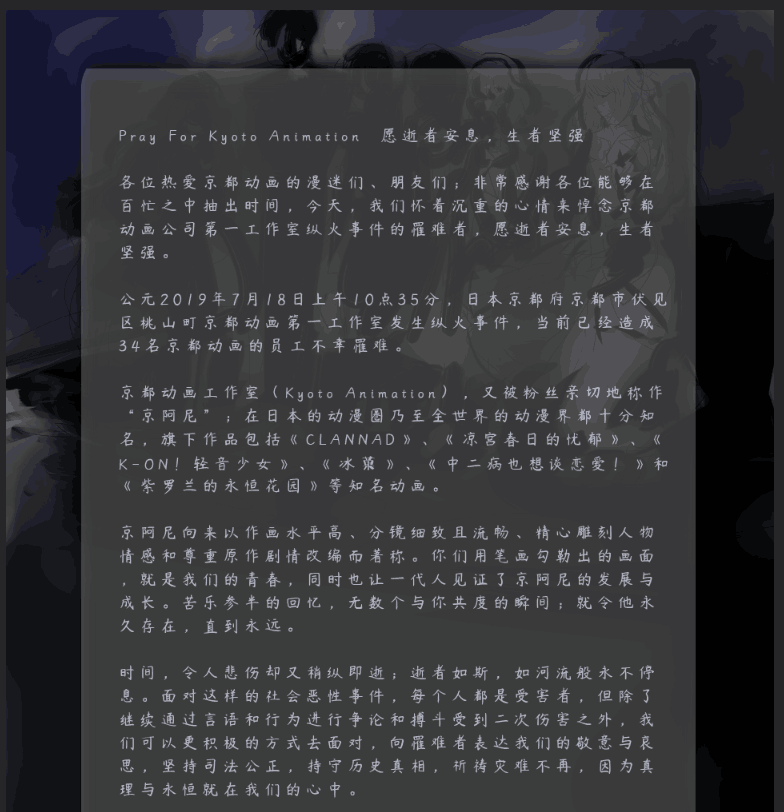 Pray For Kyoto Animation 愿逝者安息，生者坚强
各位热爱京都动画的漫迷们、朋友们；非常感谢各位能够在
百忙之中抽出时间，今天，我们怀着沉重的心情来悼念京都
动画公司第一工作室纵火事件的罹难者，愿逝者安息，生者
坚强。
公元2019年7月18日上午10点35分，日本京都府京都市伏见
区桃山町京都动画第一工作室发生纵火事件，当前已经造成
34名京都动画的员工不幸罹难。
京都动画工作室（Kyoto Animation），又被粉丝亲切地称作
“京阿尼”；在日本的动漫圈乃至全世界的动漫界都十分知
名，旗下作品包括《CLANNAD》、《凉宫春日的忧郁》、《
K-ON！轻音少女》、《冰菓》、《中二病也想谈恋爱！》和
《紫罗兰的永恒花园》等知名动画。
京阿尼向来以作画水平高、分镜细致且流畅、精心雕刻人物
情感和尊重原作剧情改编而著称。你们用笔画勾勒出的画面
，就是我们的青春，同时也让一代人见证了京阿尼的发展与
成长。苦乐参半的回忆，无数个与你共度的瞬间；就令他永
久存在，直到永远。
时间，令人悲伤却又稍纵即逝；逝者如斯，如河流般永不停
息。面对这样的社会恶性事件，每个人都是受害者，但除了
继续通过言语和行为进行争论和搏斗受到二次伤害之外，我
们可以更积极的方式去面对，向罹难者表达我们的敬意与哀
思，坚持司法公正，持守历史真相，祈祷灾难不再，因为真
理与永恒就在我们的心中。